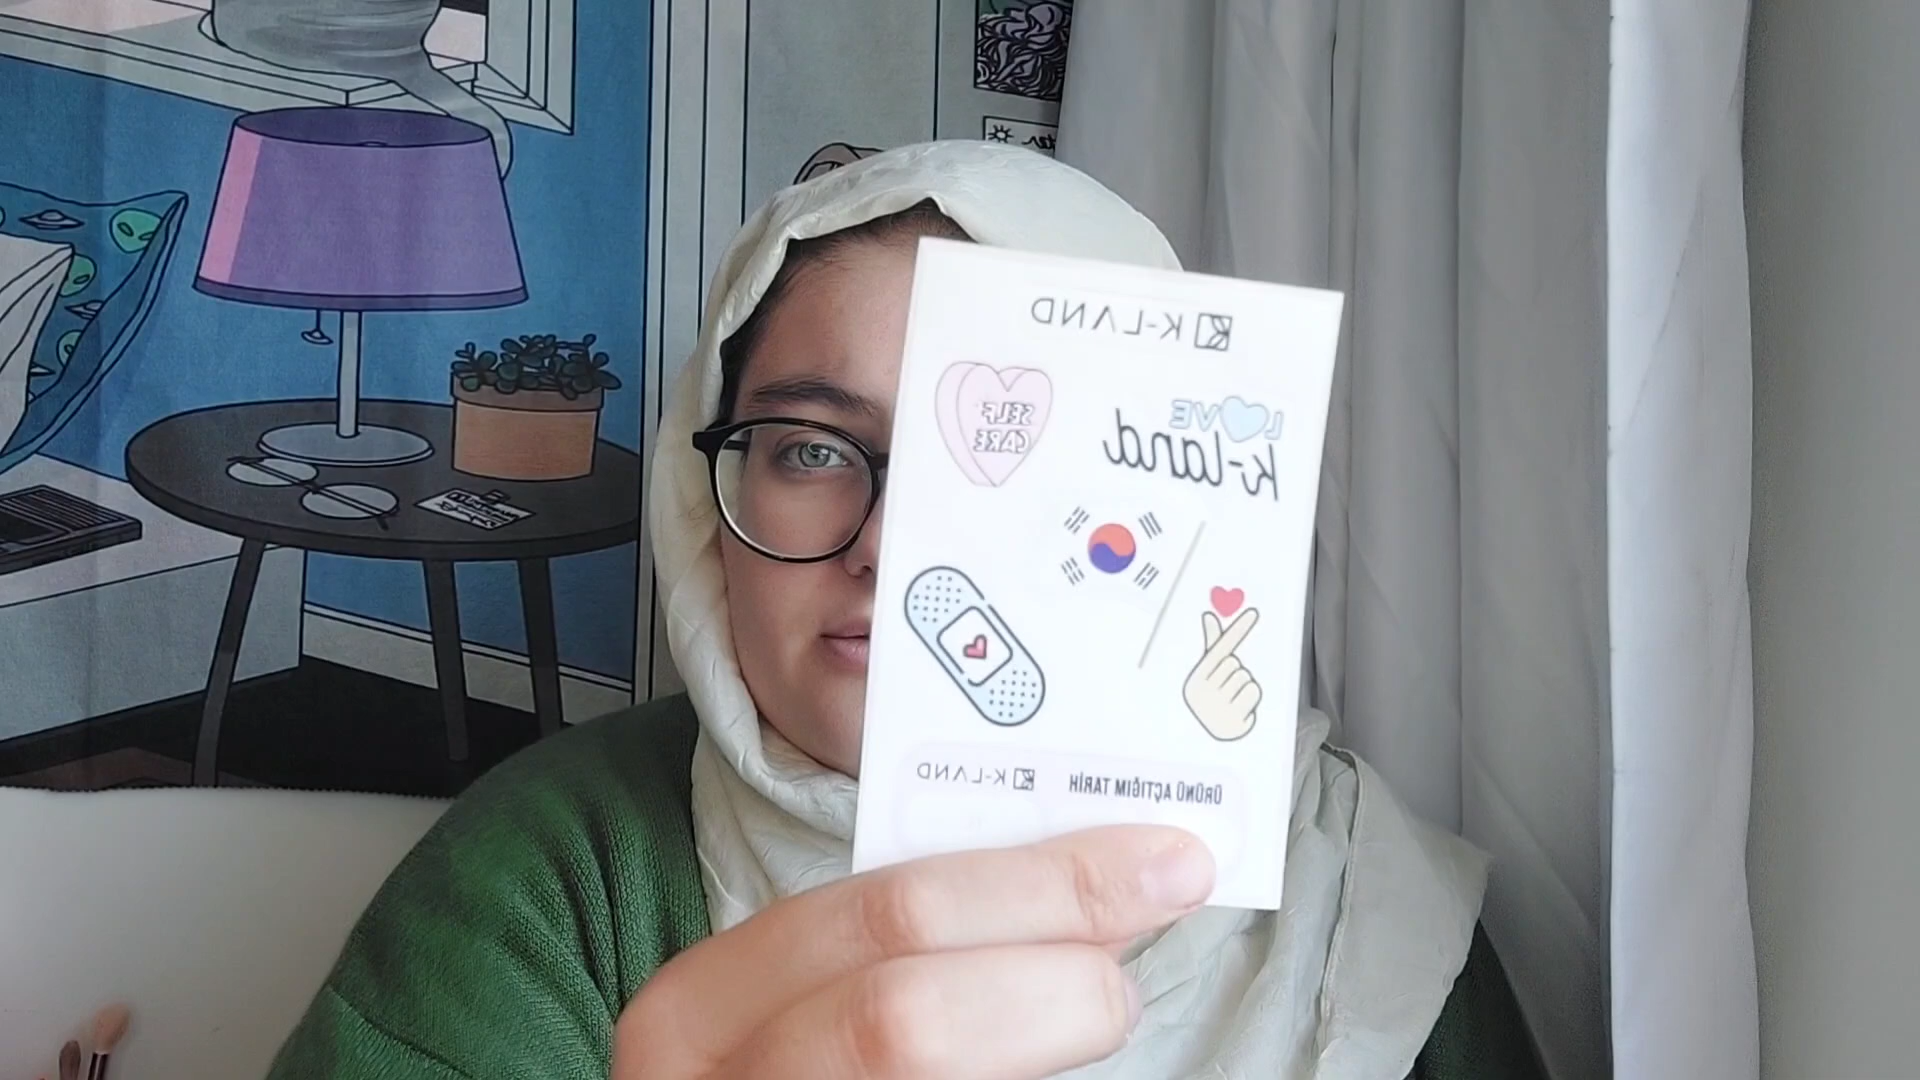 K-LAND
SELF
CARE
LOVE
k-land
ÜRÜNÜ AÇTIĞIM TARİH
K-LAND